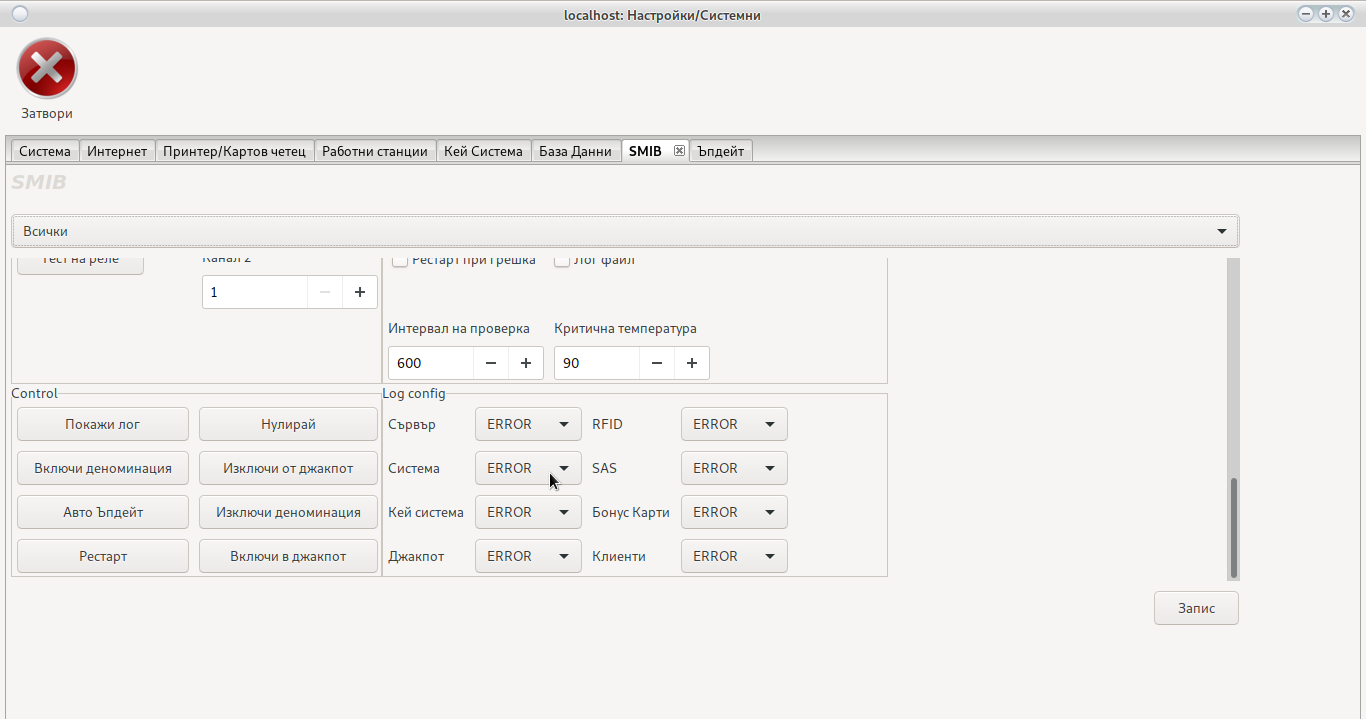 localhost: Настройки/Системни
Затвори
Система Интернет Принтер/Картов четец Работни станции Кей Система База Данни SMIB Ъпдейт
SMIB
Всички
Тест на реле Канал 2 Рестарт при грешка Лог файл
1
Интервал на проверка Критична температура
600 90
Control Log config
Покажи лог Нулирай Сървър ERROR RFID ERROR
Включи деноминация Изключи от джакпот Система ERROR SAS ERROR
Авто Ъпдейт Изключи деноминация Кей система ERROR Бонус Карти ERROR
Рестарт Включи в джакпот Джакпот ERROR Клиенти ERROR
Запис